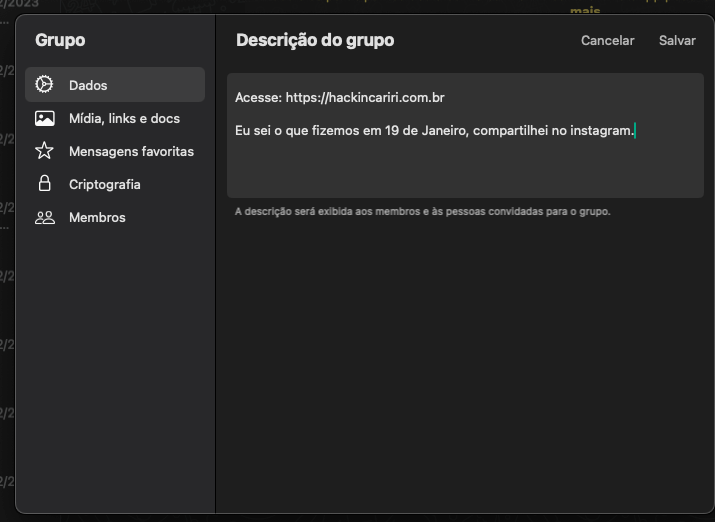 2/2023
mais
Grupo
Descrição do grupo
Cancelar
Salvar
Dados
Mídia, links e docs
Mensagens favoritas
Criptografia
Membros
Acesse: https://hackincariri.com.br
Eu sei o que fizemos em 19 de Janeiro, compartilhei no instagram.
A descrição será exibida aos membros e às pessoas convidadas para o grupo.